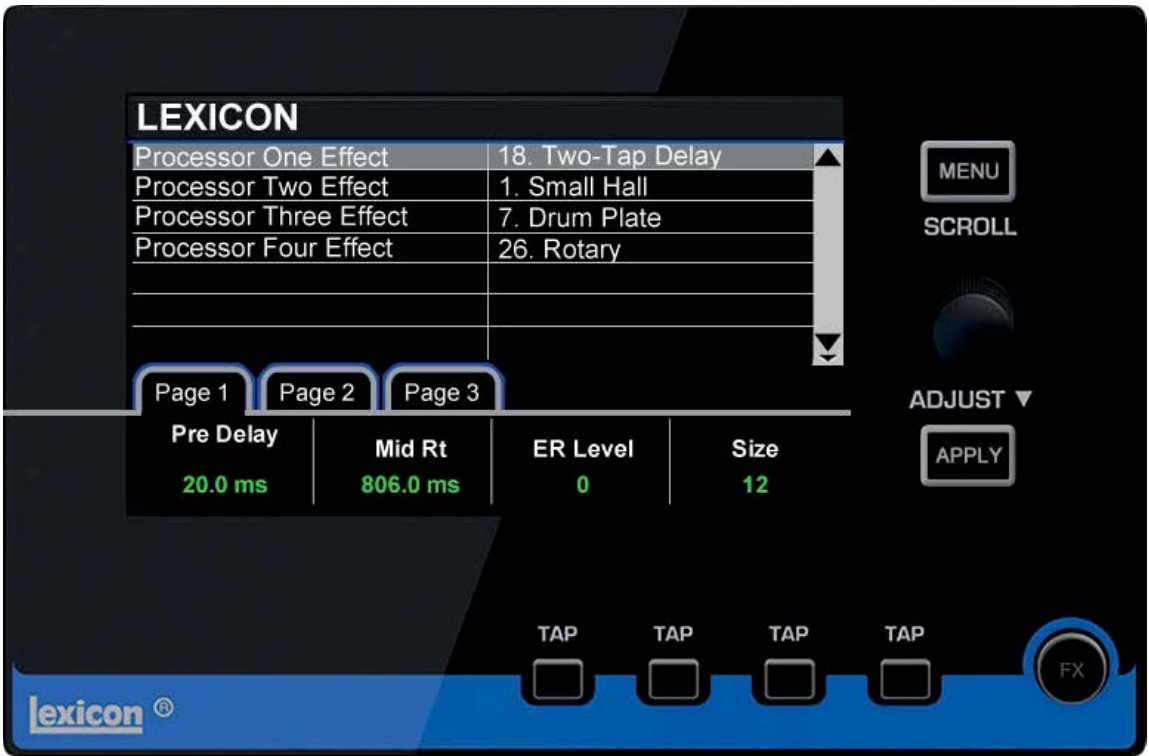 LEXICON
Processor One Effect 18. Two-Tap Delay
Processor Two Effect 1. Small Hall
Processor Three Effect 7. Drum Plate
Processor Four Effect 26. Rotary
MENU
SCROLL
Page 1 Page 2 Page 3
ADJUST ▼
Pre Delay Mid Rt ER Level Size
20.0 ms 806.0 ms 0 12
APPLY
TAP TAP TAP TAP
FX
lexicon ®